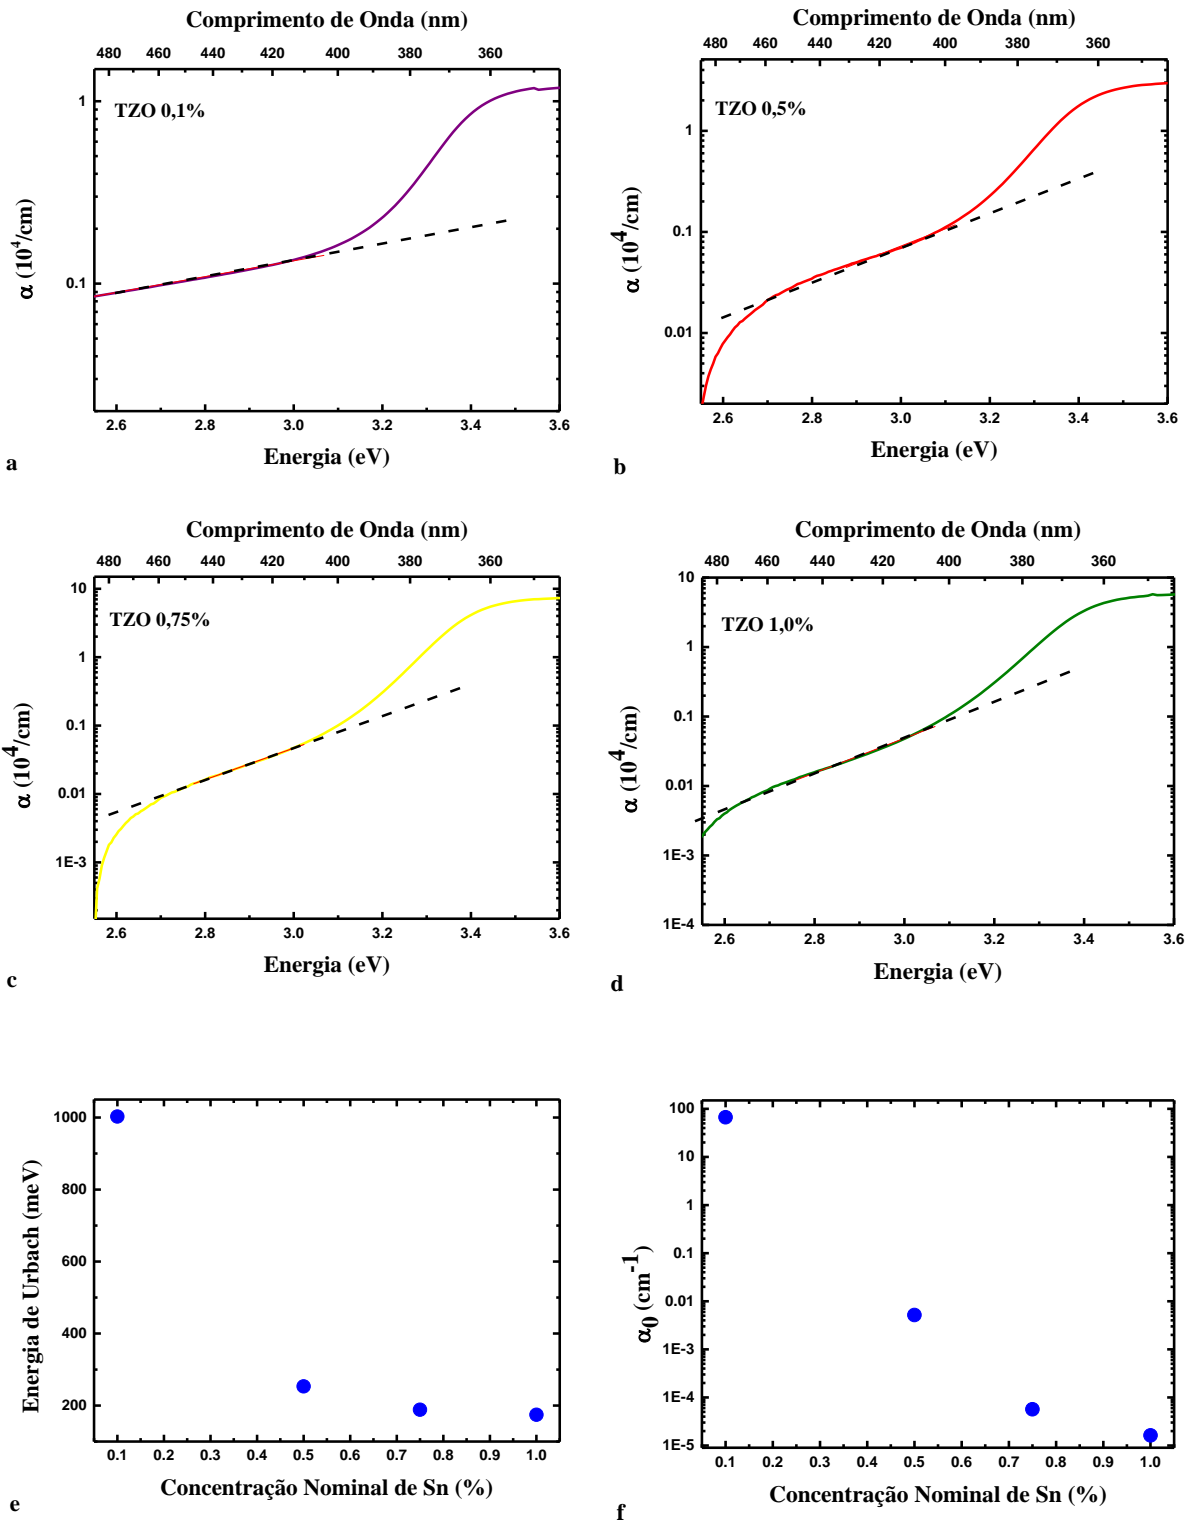 Comprimento de Onda (nm)
480 460 440 420 400 380 360
TZO 0,1%
α (10⁴/cm)
1
0.1
2.6 2.8 3.0 3.2 3.4 3.6
Energia (eV)
a
Comprimento de Onda (nm)
480 460 440 420 400 380 360
TZO 0,5%
α (10⁴/cm)
1
0.1
0.01
2.6 2.8 3.0 3.2 3.4 3.6
Energia (eV)
b
Comprimento de Onda (nm)
480 460 440 420 400 380 360
TZO 0,75%
α (10⁴/cm)
10
1
0.1
0.01
1E-3
2.6 2.8 3.0 3.2 3.4 3.6
Energia (eV)
c
Comprimento de Onda (nm)
480 460 440 420 400 380 360
TZO 1,0%
α (10⁴/cm)
10
1
0.1
0.01
1E-3
1E-4
2.6 2.8 3.0 3.2 3.4 3.6
Energia (eV)
d
Energia de Urbach (meV)
1000
800
600
400
200
0.1 0.2 0.3 0.4 0.5 0.6 0.7 0.8 0.9 1.0
Concentração Nominal de Sn (%)
e
α₀ (cm⁻¹)
100
10
1
0.1
0.01
1E-3
1E-4
1E-5
0.1 0.2 0.3 0.4 0.5 0.6 0.7 0.8 0.9 1.0
Concentração Nominal de Sn (%)
f